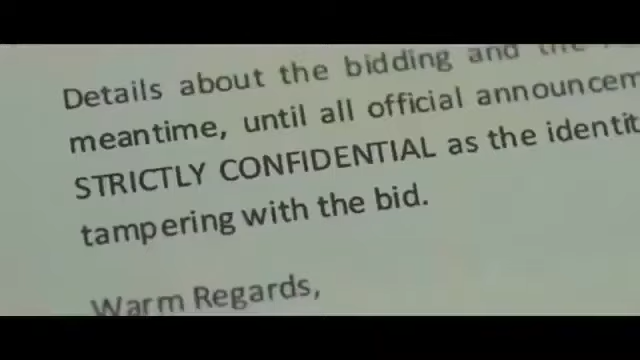 Details about the bidding and the
meantime, until all official announcem
STRICTLY CONFIDENTIAL as the identit
tampering with the bid.
Warm Regards,